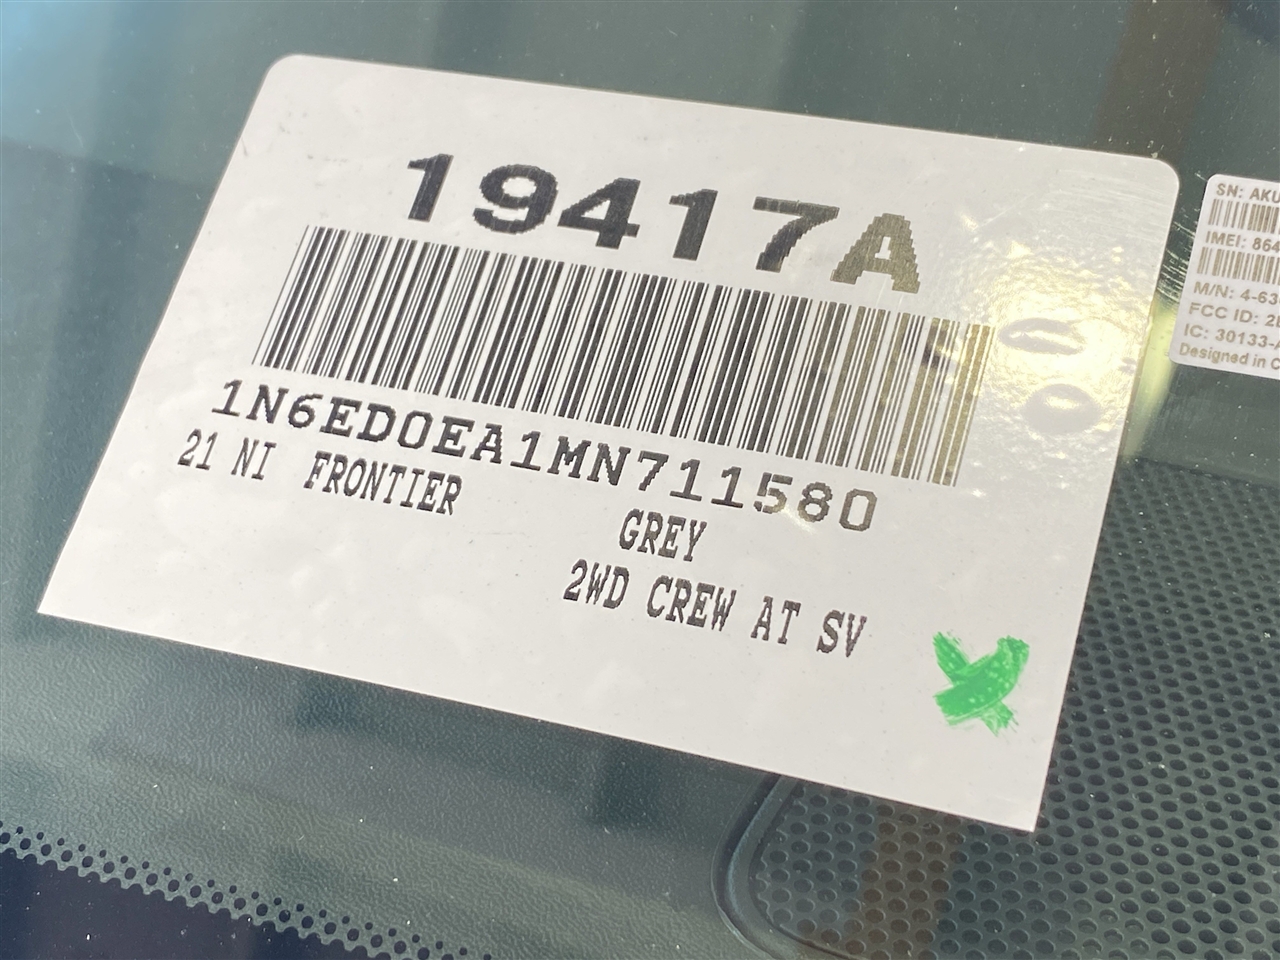 19417A
1N6ED0EA1MN711580
21 NI FRONTIER
GREY
2WD CREW AT SV
SN: AKU
IMEI: 864
M/N: 4-63
FCC ID: 2
IC: 30133-A
Designed in C